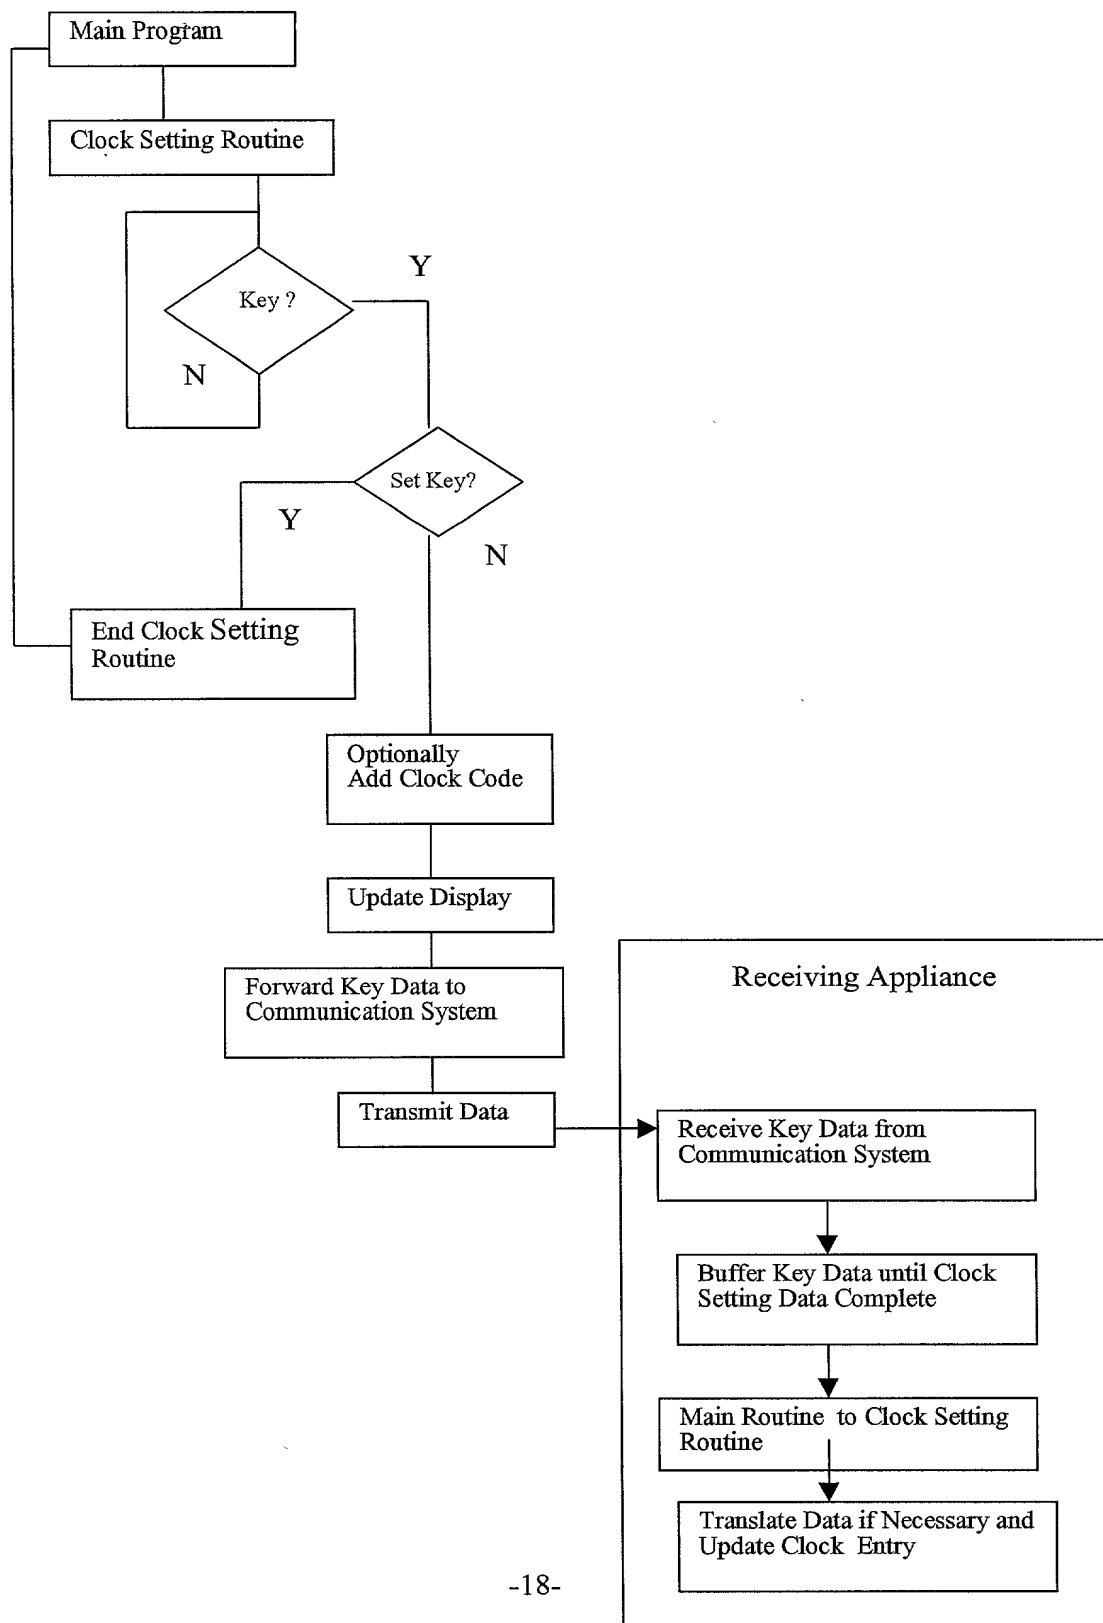 Main Program
Clock Setting Routine
Y
Key ?
N
Set Key?
Y
N
End Clock Setting
Routine
Optionally
Add Clock Code
Update Display
Receiving Appliance
Forward Key Data to
Communication System
Transmit Data
Receive Key Data from
Communication System
Buffer Key Data until Clock
Setting Data Complete
Main Routine to Clock Setting
Routine
Translate Data if Necessary and
Update Clock Entry
-18-